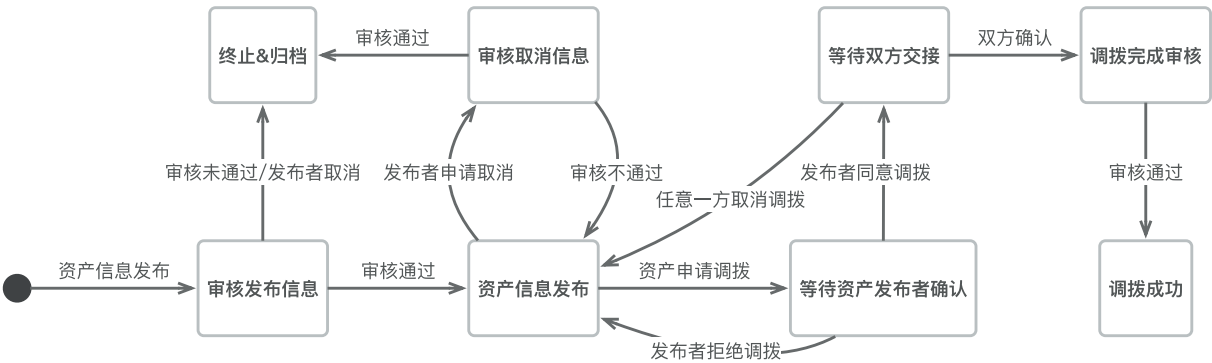 审核通过
双方确认
终止&归档
审核取消信息
等待双方交接
调拨完成审核
审核未通过/发布者取消
发布者申请取消
审核不通过
发布者同意调拨
审核通过
任意一方取消调拨
资产信息发布
审核通过
资产申请调拨
审核发布信息
资产信息发布
等待资产发布者确认
调拨成功
发布者拒绝调拨